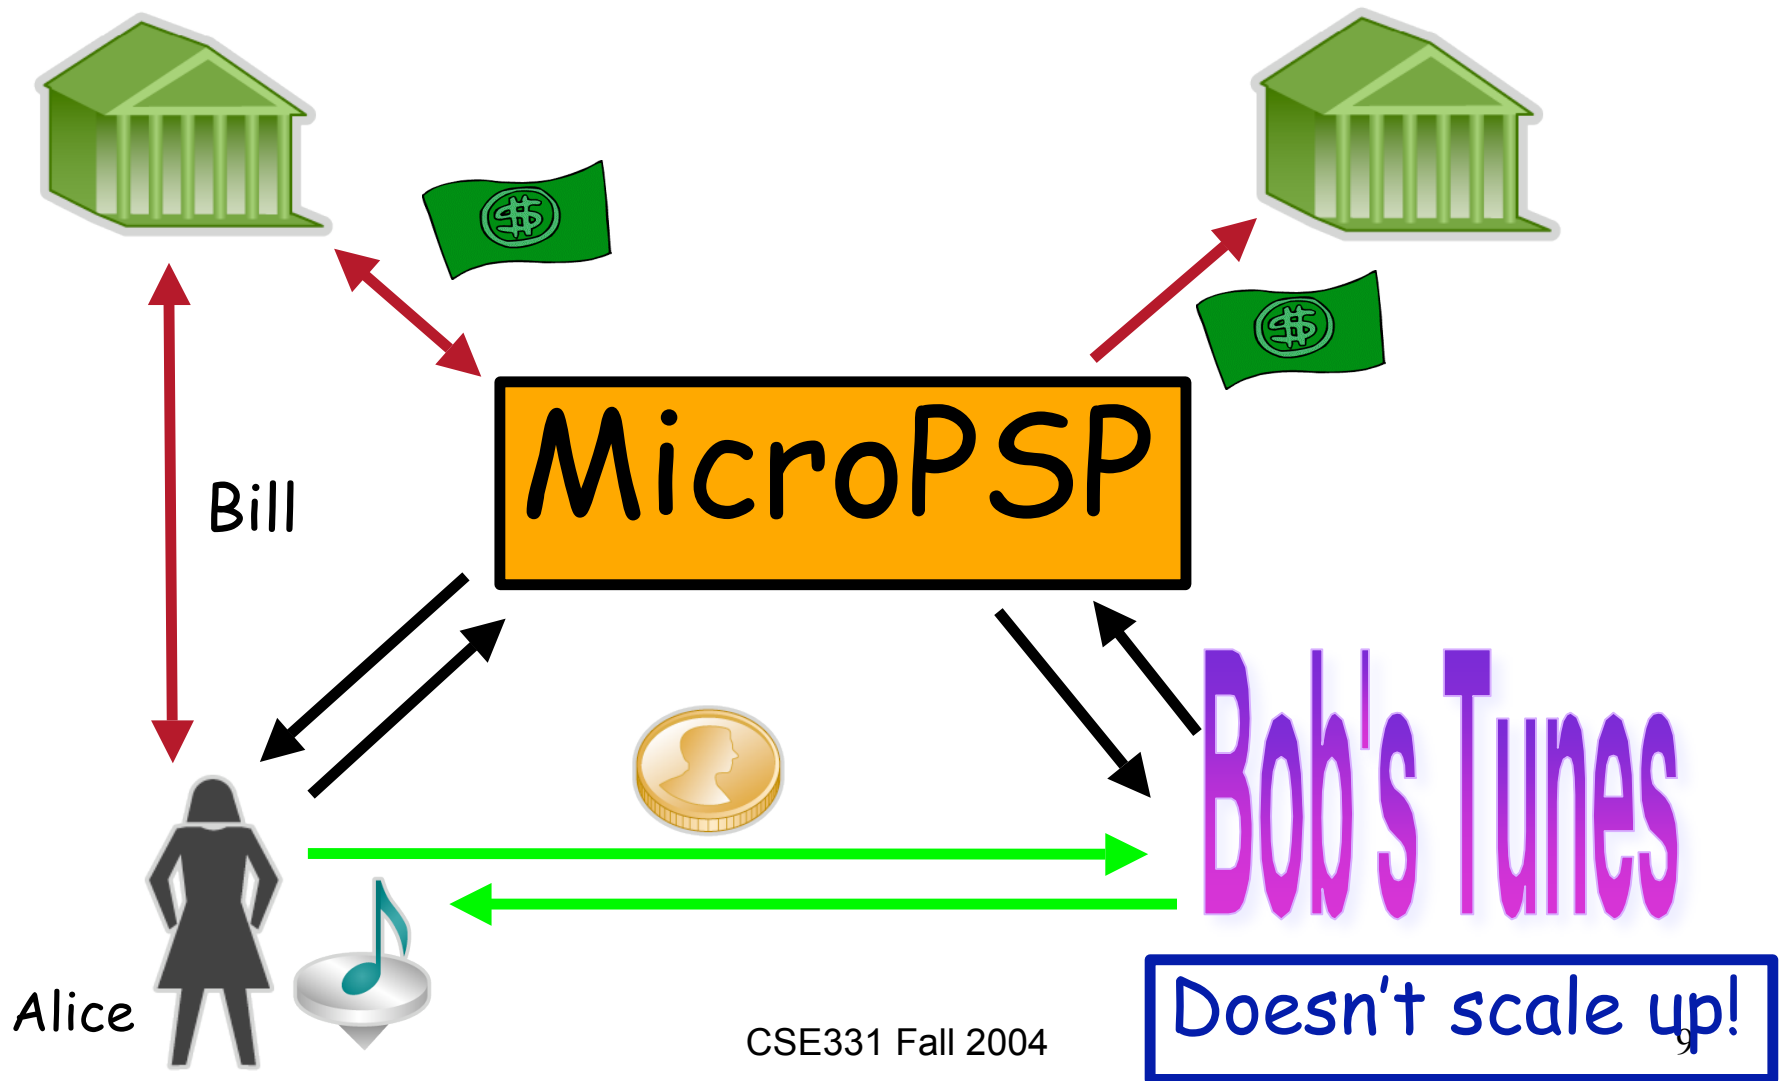 MicroPSP
Bill
Bob's Tunes
Alice
Doesn't scale up!
CSE331 Fall 2004
9